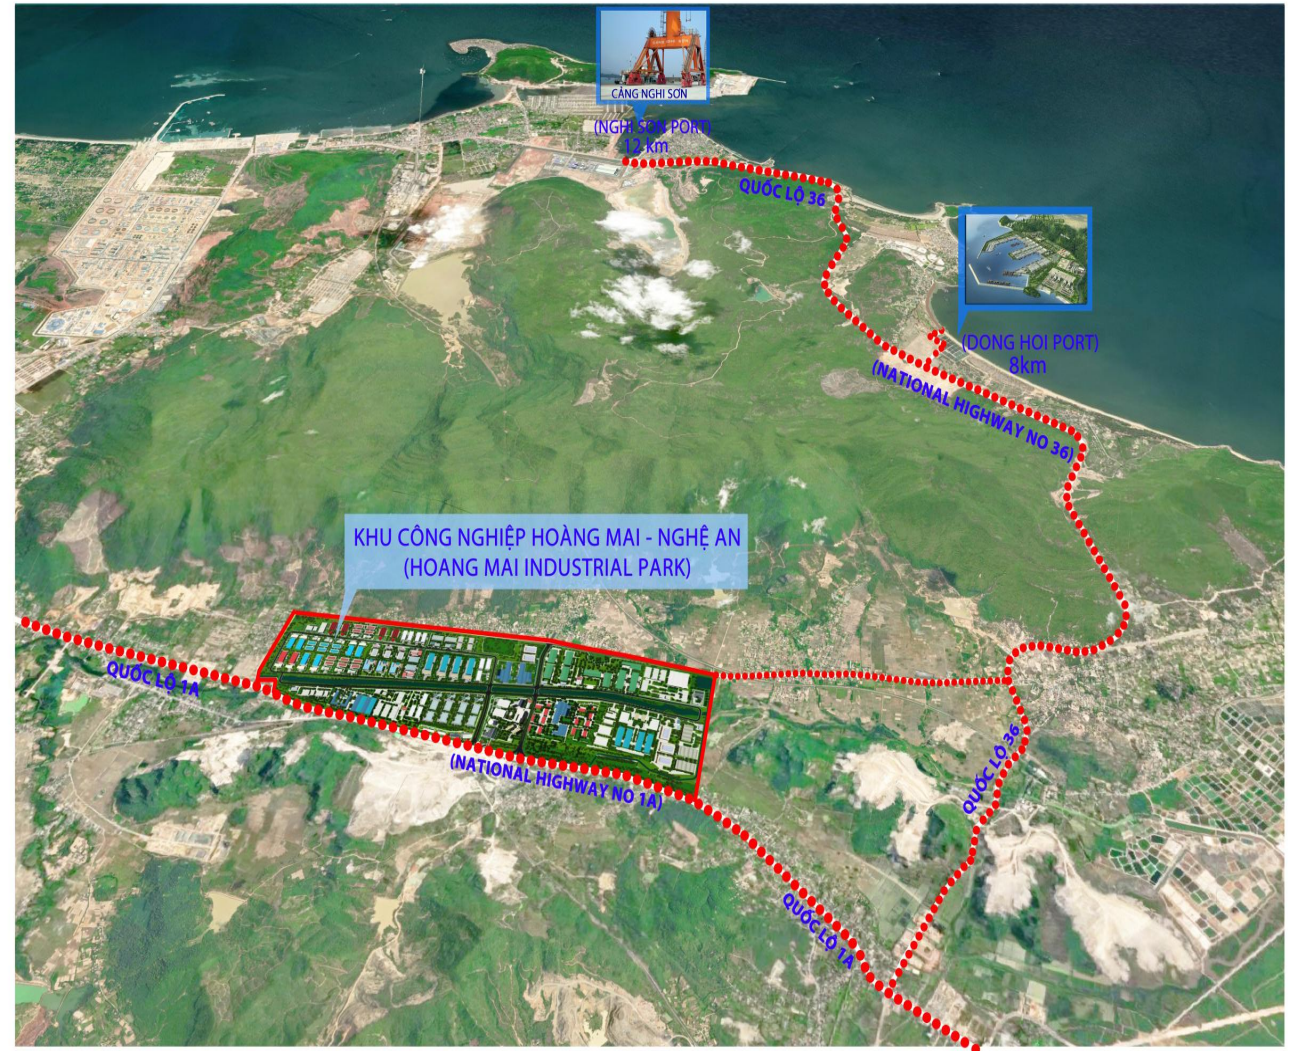 CẢNG NGHI SƠN
(NGHI SON PORT)
12 km
QUỐC LỘ 36
(DONG HOI PORT)
8km
(NATIONAL HIGHWAY NO 36)
KHU CÔNG NGHIỆP HOÀNG MAI - NGHỆ AN
(HOANG MAI INDUSTRIAL PARK)
QUỐC LỘ 1A
(NATIONAL HIGHWAY NO 1A)
QUỐC LỘ 36
QUỐC LỘ 1A